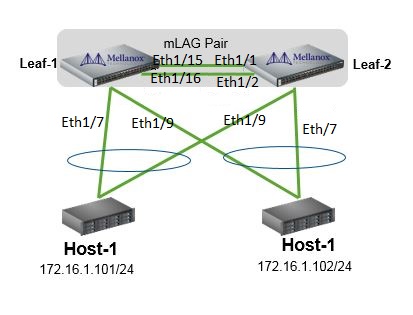 mLAG Pair
Leaf-1
Mellanox
Eth1/15
Eth1/1
Mellanox
Leaf-2
Eth1/16
Eth1/2
Eth1/7
Eth1/9
Eth1/9
Eth/7
Host-1
172.16.1.101/24
Host-1
172.16.1.102/24